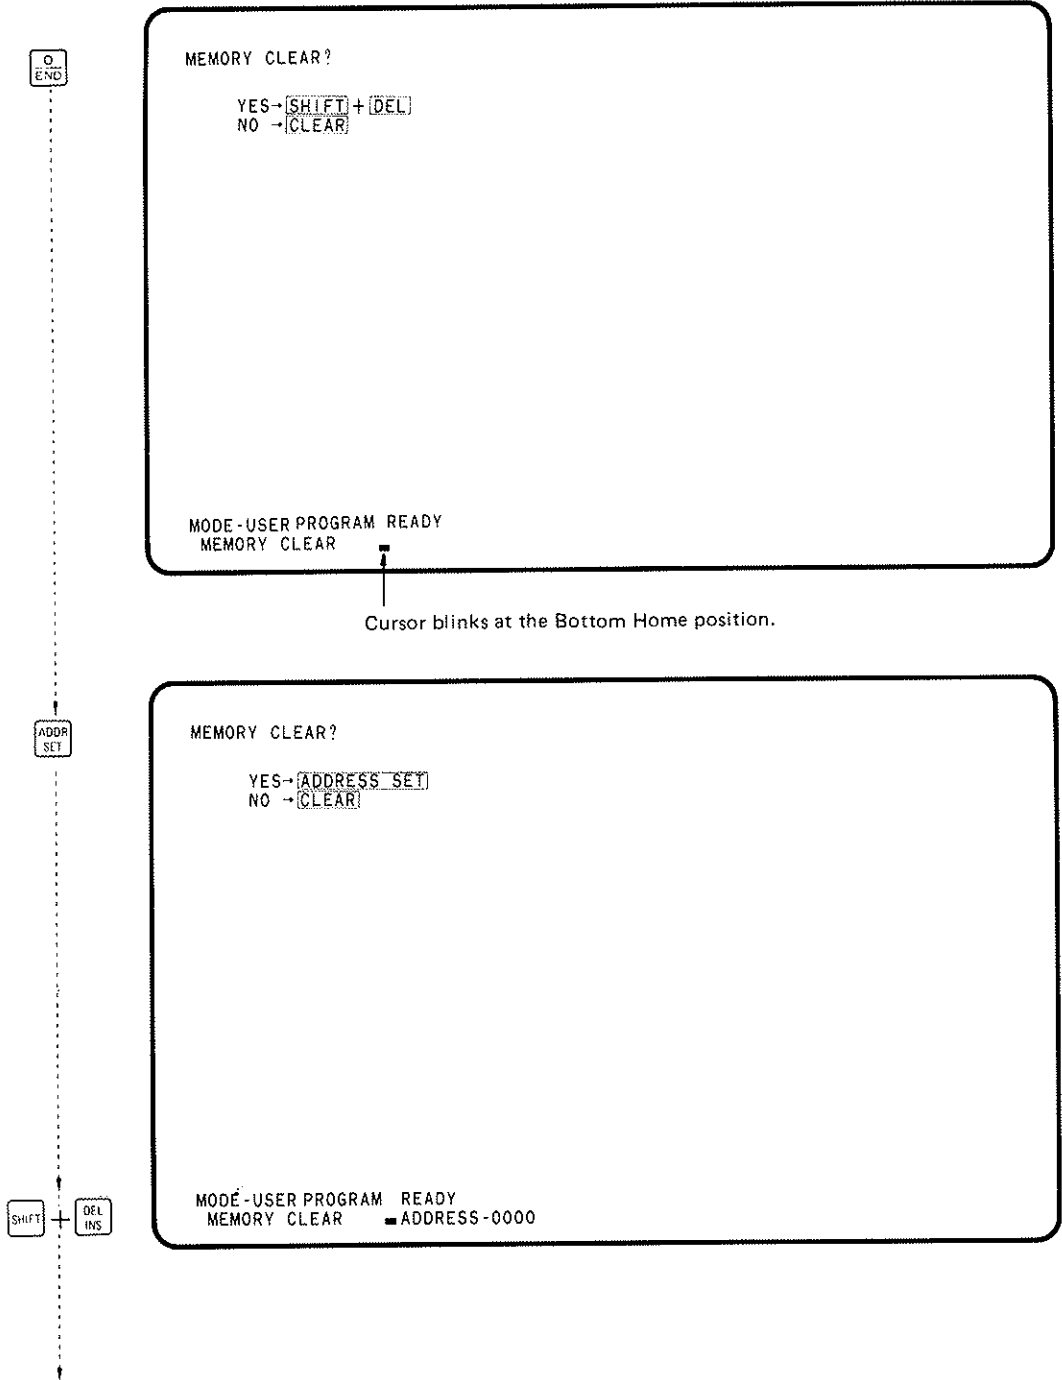 0
END
MEMORY CLEAR?
YES→SHIFT+DEL
NO →CLEAR
MODE-USER PROGRAM READY
MEMORY CLEAR
Cursor blinks at the Bottom Home position.
ADDR
SET
MEMORY CLEAR?
YES→ADDRESS SET
NO →CLEAR
MODE-USER PROGRAM READY
MEMORY CLEAR ADDRESS-0000
SHIFT + DEL
INS